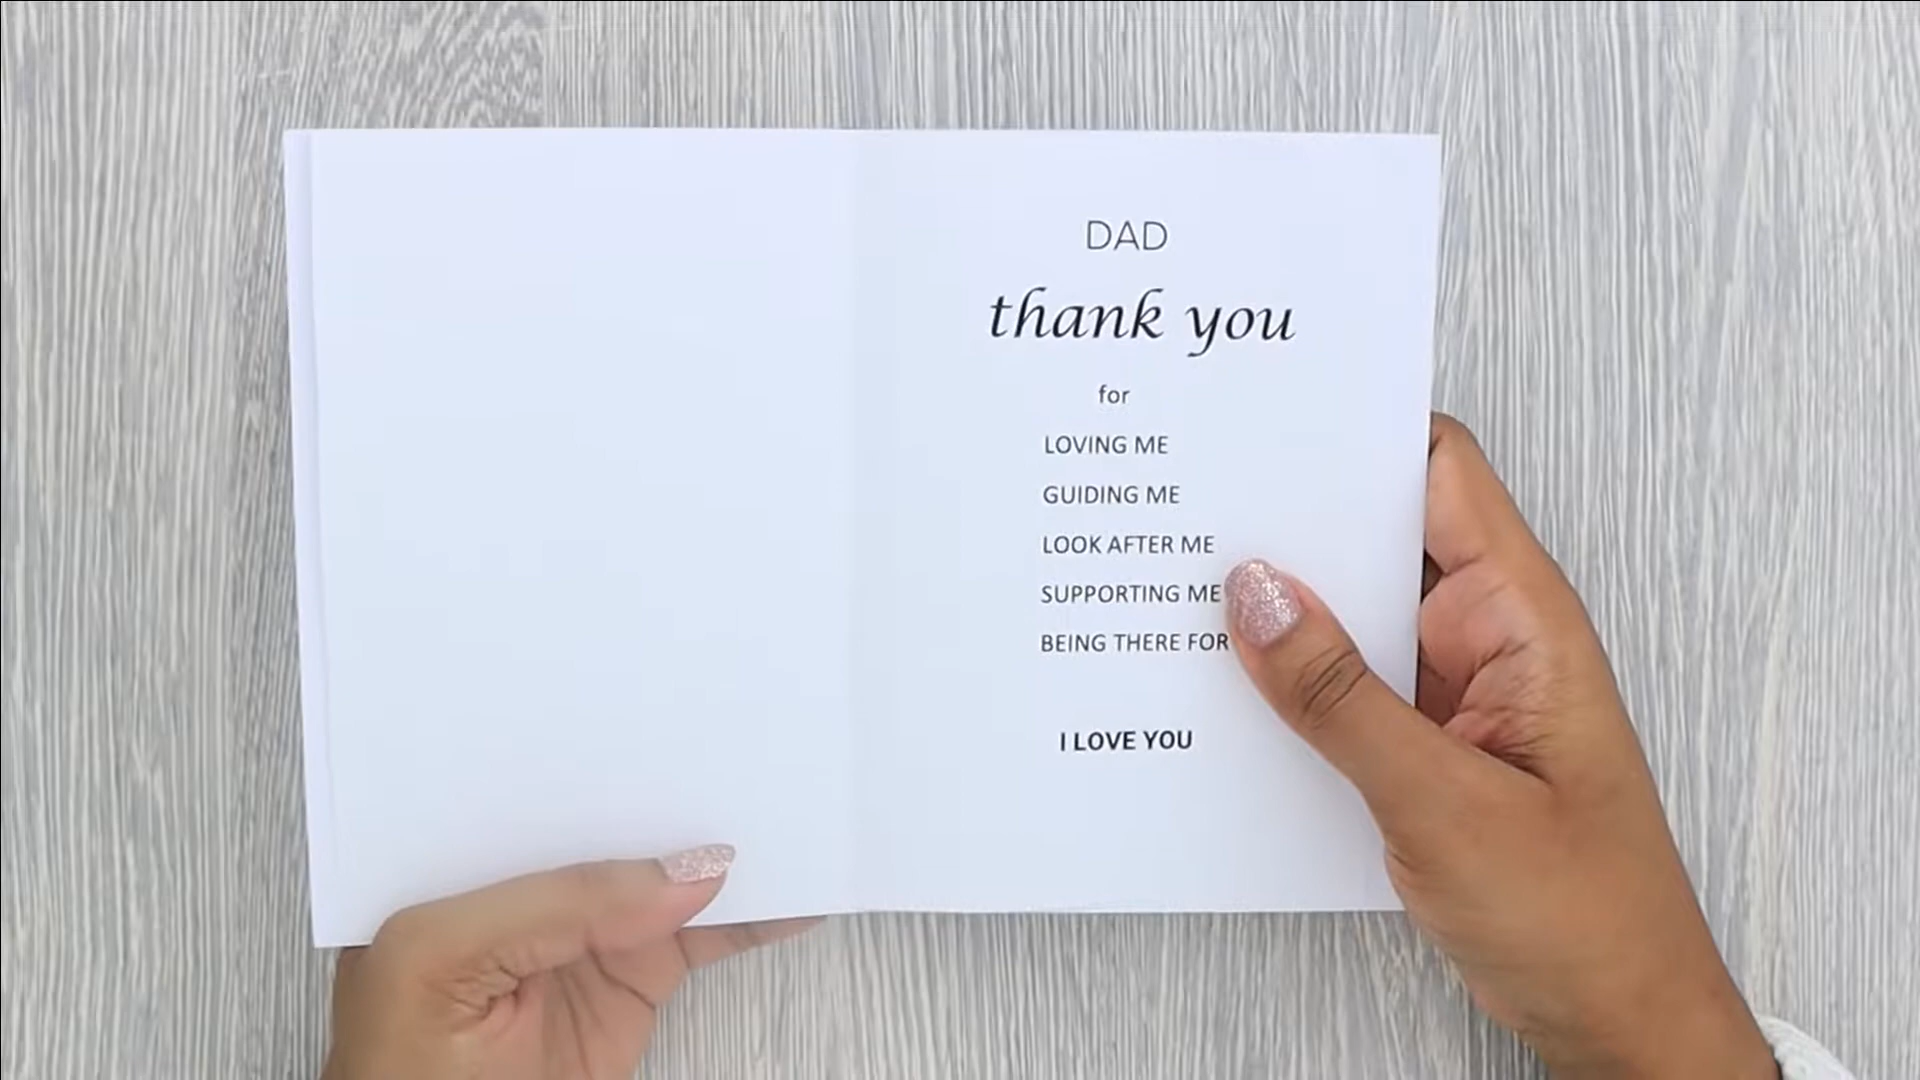 DAD
thank you
for
LOVING ME
GUIDING ME
LOOK AFTER ME
SUPPORTING ME
BEING THERE FOR
I LOVE YOU